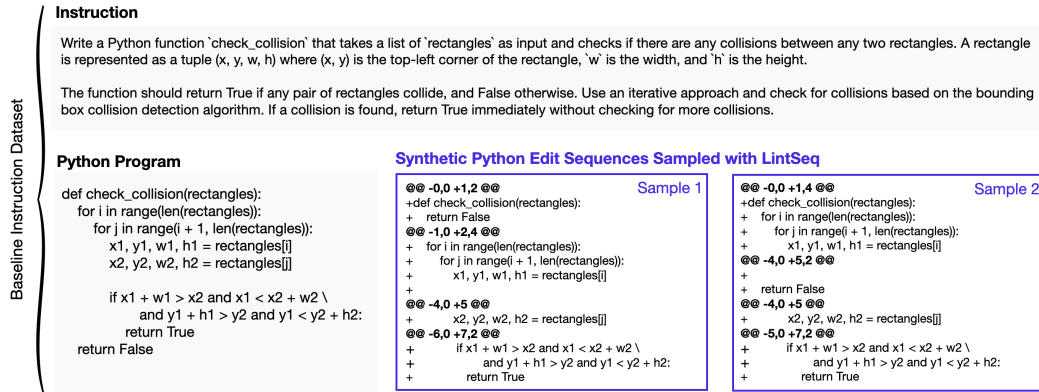 Instruction
Write a Python function `check_collision` that takes a list of `rectangles` as input and checks if there are any collisions between any two rectangles. A rectangle
is represented as a tuple (x, y, w, h) where (x, y) is the top-left corner of the rectangle, `w` is the width, and `h` is the height.
The function should return True if any pair of rectangles collide, and False otherwise. Use an iterative approach and check for collisions based on the bounding
box collision detection algorithm. If a collision is found, return True immediately without checking for more collisions.
Baseline Instruction Dataset
Python Program
def check_collision(rectangles):
    for i in range(len(rectangles)):
        for j in range(i + 1, len(rectangles)):
            x1, y1, w1, h1 = rectangles[i]
            x2, y2, w2, h2 = rectangles[j]
            if x1 + w1 > x2 and x1 < x2 + w2 \
                and y1 + h1 > y2 and y1 < y2 + h2:
                return True
    return False
Synthetic Python Edit Sequences Sampled with LintSeq
Sample 1
@@ -0,0 +1,2 @@
+def check_collision(rectangles):
+    return False
@@ -1,0 +2,4 @@
+    for i in range(len(rectangles)):
+        for j in range(i + 1, len(rectangles)):
+            x1, y1, w1, h1 = rectangles[i]
+
@@ -4,0 +5 @@
+            x2, y2, w2, h2 = rectangles[j]
@@ -6,0 +7,2 @@
+            if x1 + w1 > x2 and x1 < x2 + w2 \
+                and y1 + h1 > y2 and y1 < y2 + h2:
+                return True
Sample 2
@@ -0,0 +1,4 @@
+def check_collision(rectangles):
+    for i in range(len(rectangles)):
+        for j in range(i + 1, len(rectangles)):
+            x1, y1, w1, h1 = rectangles[i]
@@ -4,0 +5,2 @@
+
+    return False
@@ -4,0 +5 @@
+            x2, y2, w2, h2 = rectangles[j]
@@ -5,0 +7,2 @@
+            if x1 + w1 > x2 and x1 < x2 + w2 \
+                and y1 + h1 > y2 and y1 < y2 + h2:
+                return True